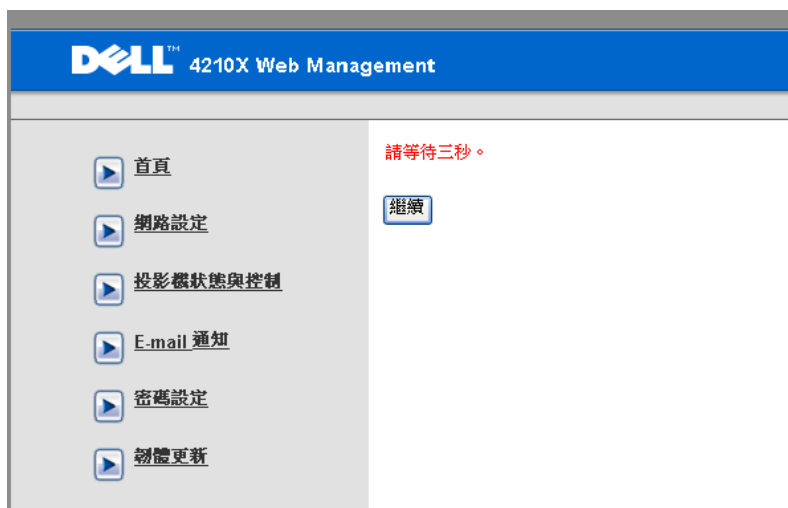 DELL™ 4210X Web Management
首頁
網路設定
投影機狀態與控制
E-mail 通知
密碼設定
韌體更新
請等待三秒。
繼續